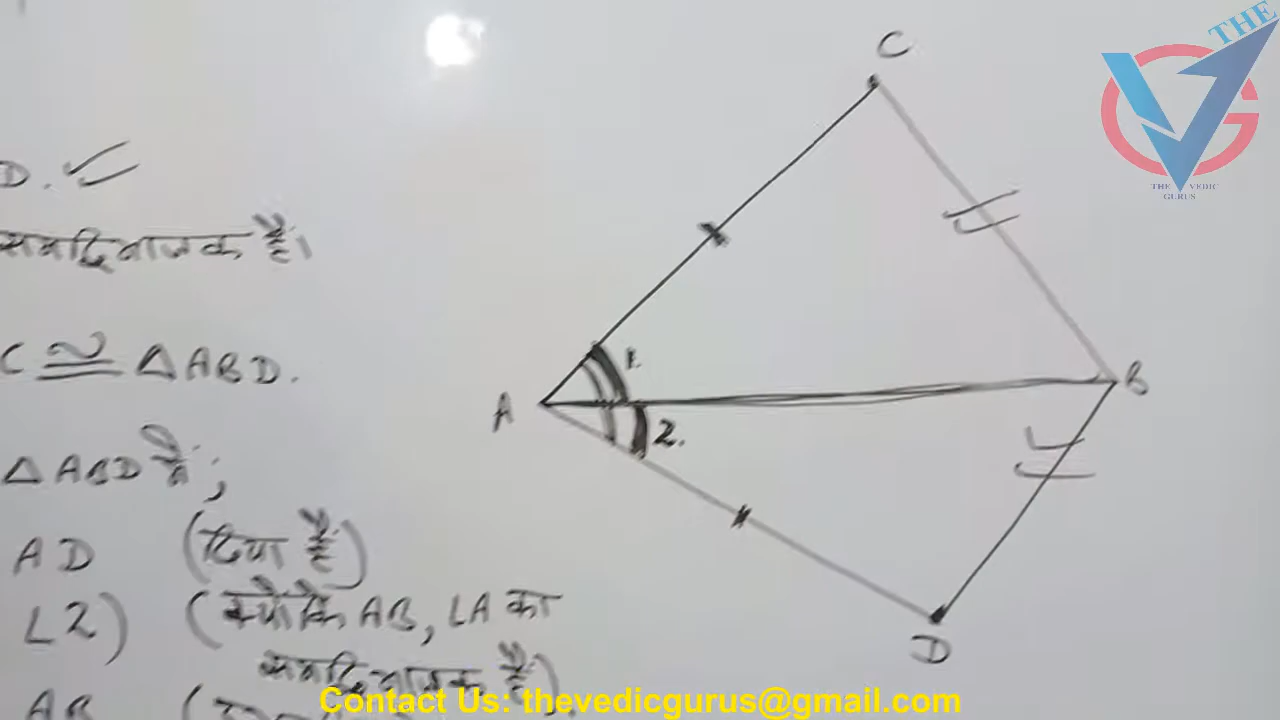 D.
समद्विभाजक है।
C ≅ △ABD.
△ABD में;
AD (दिया है)
∠2) (क्योंकि AB, ∠A का
समद्विभाजक है)
AB
C
A
B
D
1.
2.
THE
THE VEDIC
GURUS
Contact Us: thevedicgurus@gmail.com